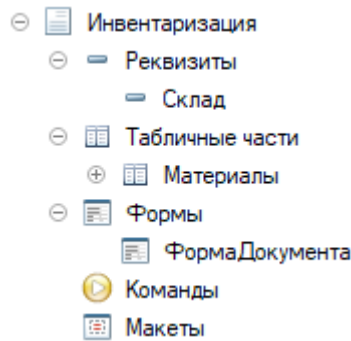 Инвентаризация
Реквизиты
Склад
Табличные части
Материалы
Формы
ФормаДокумента
Команды
Макеты